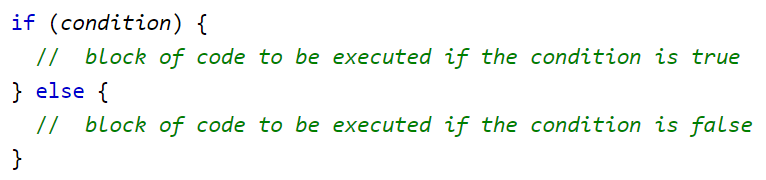 if (condition) {
  //  block of code to be executed if the condition is true
} else {
  //  block of code to be executed if the condition is false
}